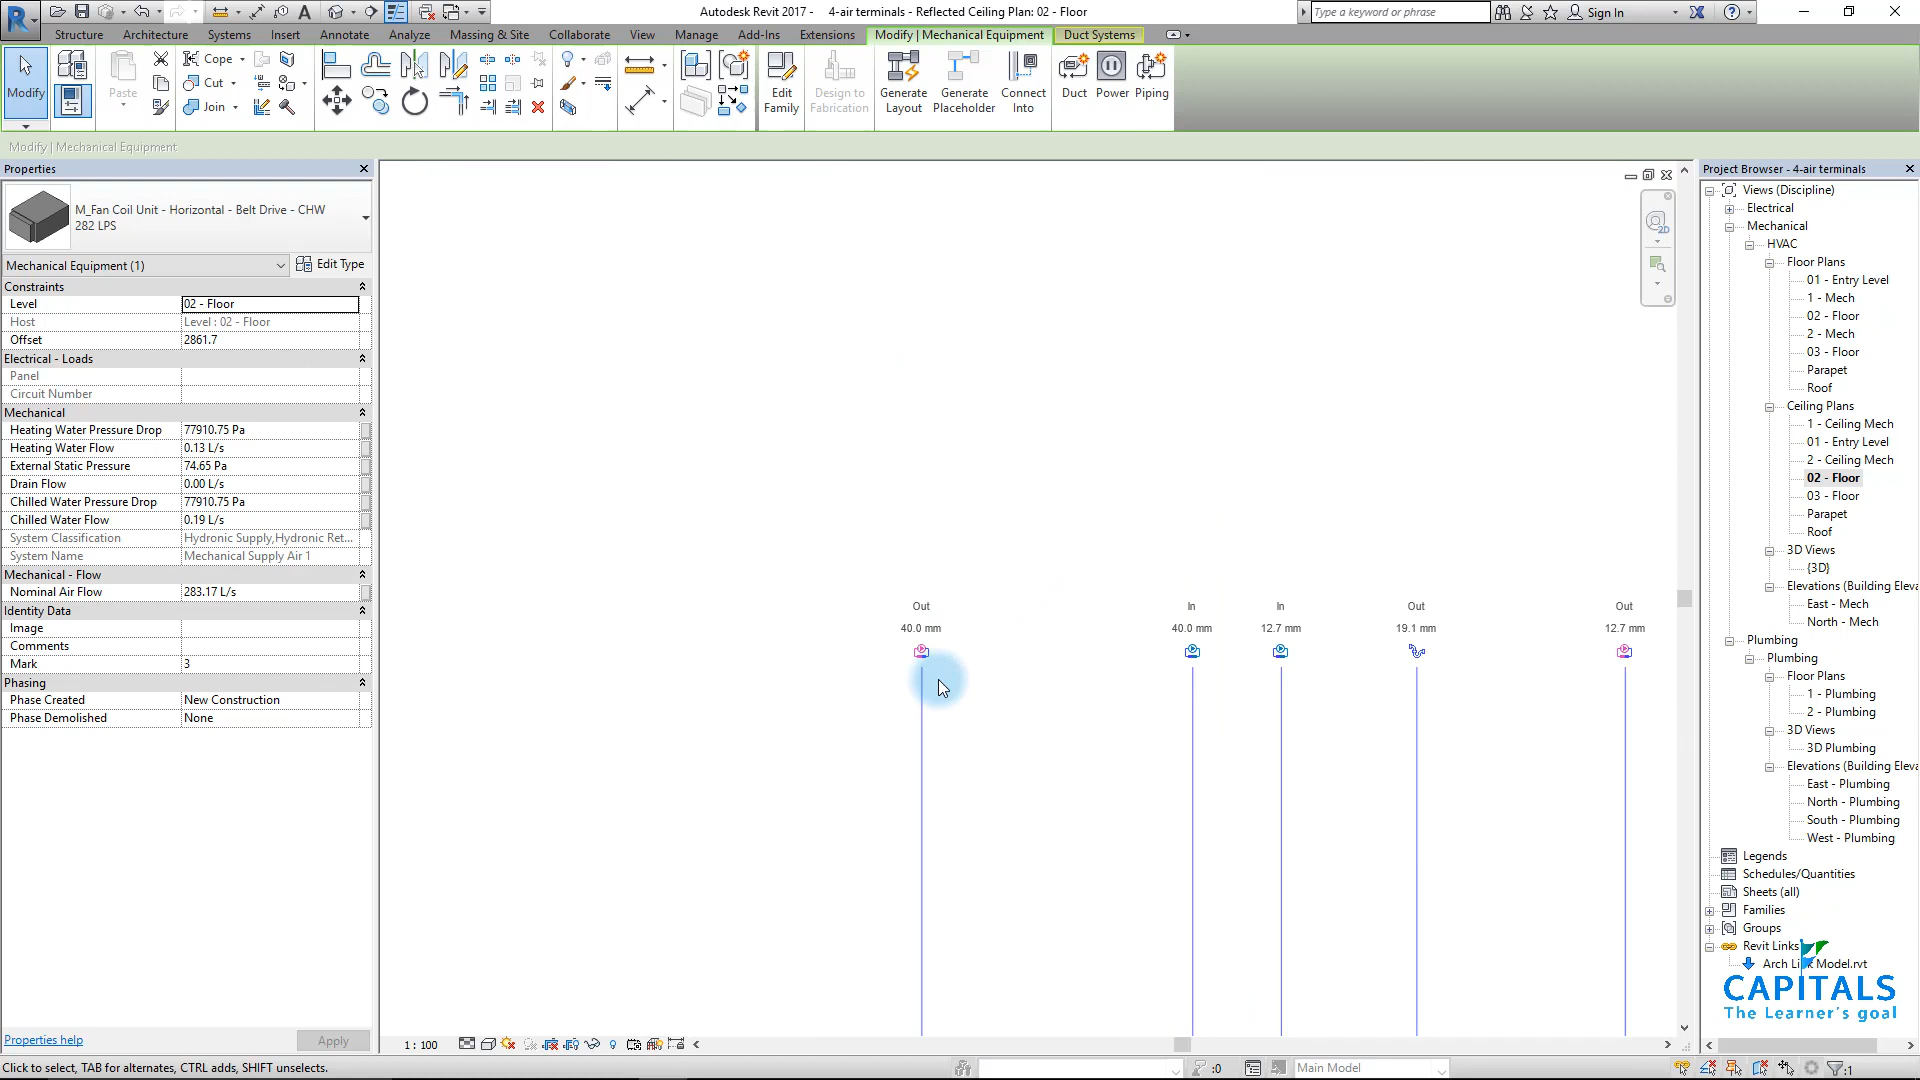 Autodesk Revit 2017 - 4-air terminals - Reflected Ceiling Plan: 02 - Floor
Type a keyword or phrase
Sign In
Structure Architecture Systems Insert Annotate Analyze Massing & Site Collaborate View Manage Add-Ins Extensions Modify | Mechanical Equipment Duct Systems
Modify
Paste
Cope
Cut
Join
Edit Family
Design to Fabrication
Generate Layout
Generate Placeholder
Connect Into
Duct
Power
Piping
Modify | Mechanical Equipment
Properties
M_Fan Coil Unit - Horizontal - Belt Drive - CHW
282 LPS
Mechanical Equipment (1)
Edit Type
Constraints
Level 02 - Floor
Host Level : 02 - Floor
Offset 2861.7
Electrical - Loads
Panel
Circuit Number
Mechanical
Heating Water Pressure Drop 77910.75 Pa
Heating Water Flow 0.13 L/s
External Static Pressure 74.65 Pa
Drain Flow 0.00 L/s
Chilled Water Pressure Drop 77910.75 Pa
Chilled Water Flow 0.19 L/s
System Classification Hydronic Supply,Hydronic Ret...
System Name Mechanical Supply Air 1
Mechanical - Flow
Nominal Air Flow 283.17 L/s
Identity Data
Image
Comments
Mark 3
Phasing
Phase Created New Construction
Phase Demolished None
Properties help
Apply
Out In In Out Out
40.0 mm 40.0 mm 12.7 mm 19.1 mm 12.7 mm
2D
1 : 100
Project Browser - 4-air terminals
Views (Discipline)
Electrical
Mechanical
HVAC
Floor Plans
01 - Entry Level
1 - Mech
02 - Floor
2 - Mech
03 - Floor
Parapet
Roof
Ceiling Plans
1 - Ceiling Mech
01 - Entry Level
2 - Ceiling Mech
02 - Floor
03 - Floor
Parapet
Roof
3D Views
{3D}
Elevations (Building Eleva
East - Mech
North - Mech
Plumbing
Plumbing
Floor Plans
1 - Plumbing
2 - Plumbing
3D Views
3D Plumbing
Elevations (Building Eleva
East - Plumbing
North - Plumbing
South - Plumbing
West - Plumbing
Legends
Schedules/Quantities
Sheets (all)
Families
Groups
Revit Links
Arch Link Model.rvt
CAPITALS
The Learner's goal
Click to select, TAB for alternates, CTRL adds, SHIFT unselects.
:0
Main Model
:1